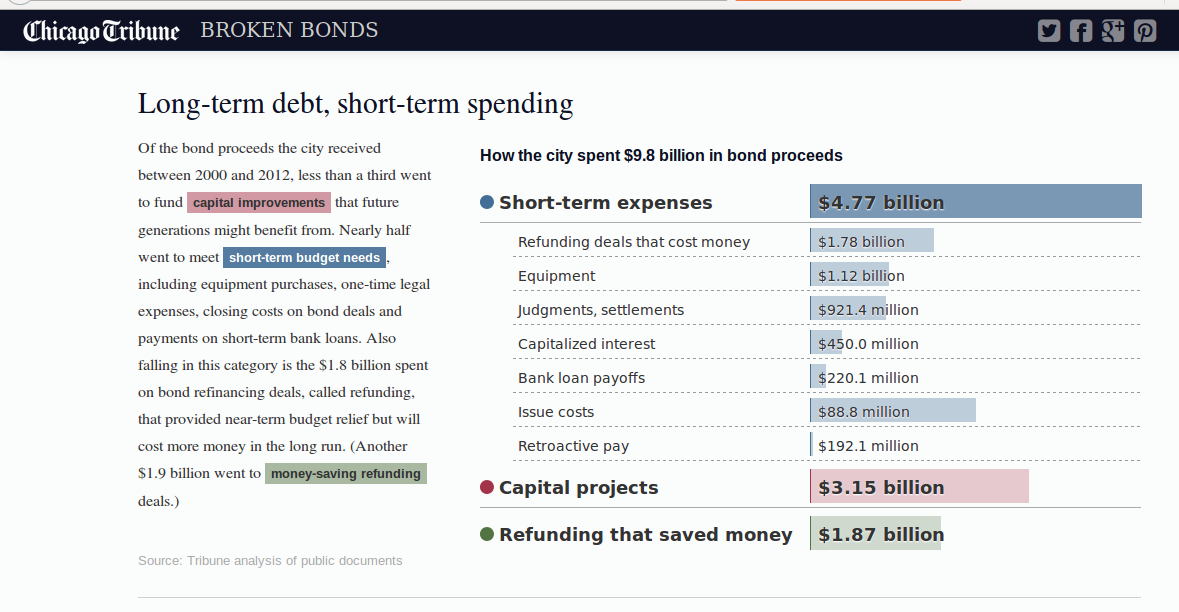 Chicago Tribune BROKEN BONDS
Long-term debt, short-term spending
Of the bond proceeds the city received
between 2000 and 2012, less than a third went
to fund capital improvements that future
generations might benefit from. Nearly half
went to meet short-term budget needs,
including equipment purchases, one-time legal
expenses, closing costs on bond deals and
payments on short-term bank loans. Also
falling in this category is the $1.8 billion spent
on bond refinancing deals, called refunding,
that provided near-term budget relief but will
cost more money in the long run. (Another
$1.9 billion went to money-saving refunding
deals.)
Source: Tribune analysis of public documents
How the city spent $9.8 billion in bond proceeds
Short-term expenses $4.77 billion
Refunding deals that cost money $1.78 billion
Equipment $1.12 billion
Judgments, settlements $921.4 million
Capitalized interest $450.0 million
Bank loan payoffs $220.1 million
Issue costs $88.8 million
Retroactive pay $192.1 million
Capital projects $3.15 billion
Refunding that saved money $1.87 billion